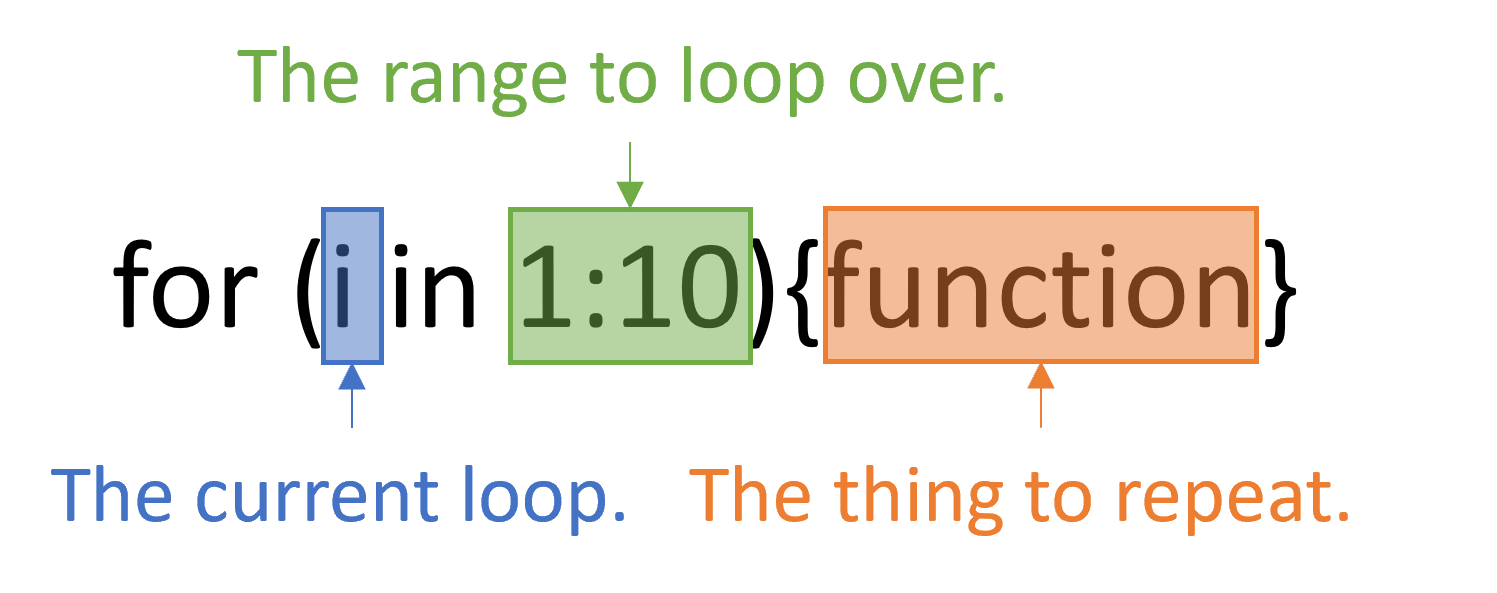 The range to loop over.
for (i in 1:10){function}
The current loop.
The thing to repeat.